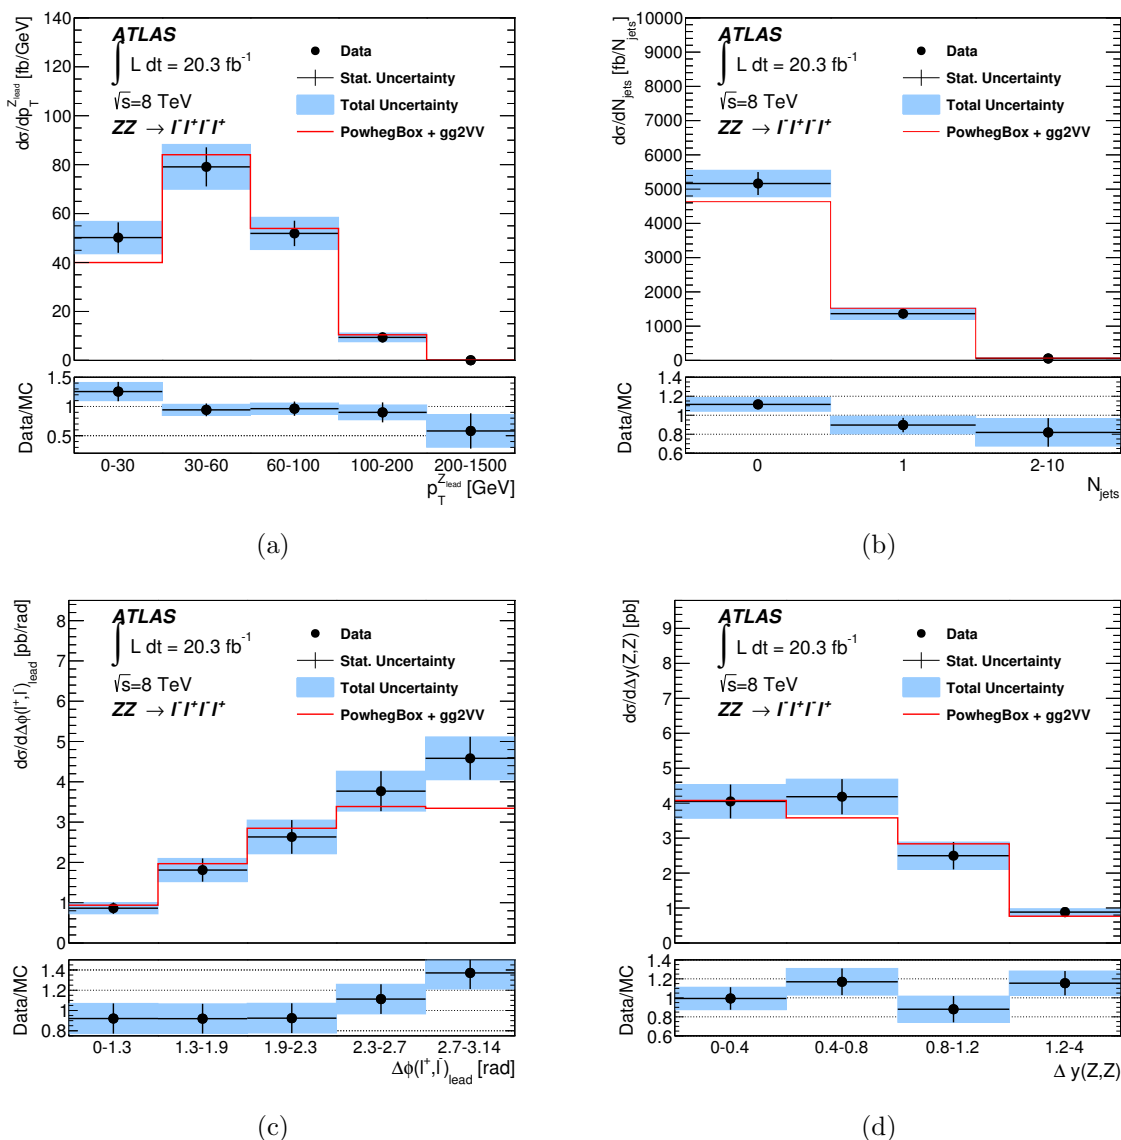 dσ/dp_T^{Z_lead} [fb/GeV]
140
120
100
80
60
40
20
0
ATLAS
∫ L dt = 20.3 fb⁻¹
√s=8 TeV
ZZ → l⁻l⁺l⁻l⁺
Data
Stat. Uncertainty
Total Uncertainty
PowhegBox + gg2VV
Data/MC
1.5
1
0.5
0-30 30-60 60-100 100-200 200-1500
p_T^{Z_lead} [GeV]
(a)
dσ/dN_jets [fb/N_jets]
10000
9000
8000
7000
6000
5000
4000
3000
2000
1000
0
ATLAS
∫ L dt = 20.3 fb⁻¹
√s=8 TeV
ZZ → l⁻l⁺l⁻l⁺
Data
Stat. Uncertainty
Total Uncertainty
PowhegBox + gg2VV
Data/MC
1.4
1.2
1
0.8
0.6
0 1 2-10
N_jets
(b)
dσ/dΔφ(l⁺,l⁻)_lead [pb/rad]
8
7
6
5
4
3
2
1
0
ATLAS
∫ L dt = 20.3 fb⁻¹
√s=8 TeV
ZZ → l⁻l⁺l⁻l⁺
Data
Stat. Uncertainty
Total Uncertainty
PowhegBox + gg2VV
Data/MC
1.4
1.2
1
0.8
0-1.3 1.3-1.9 1.9-2.3 2.3-2.7 2.7-3.14
Δφ(l⁺,l⁻)_lead [rad]
(c)
dσ/dΔy(Z,Z) [pb]
9
8
7
6
5
4
3
2
1
0
ATLAS
∫ L dt = 20.3 fb⁻¹
√s=8 TeV
ZZ → l⁻l⁺l⁻l⁺
Data
Stat. Uncertainty
Total Uncertainty
PowhegBox + gg2VV
Data/MC
1.4
1.2
1
0.8
0.6
0-0.4 0.4-0.8 0.8-1.2 1.2-4
Δ y(Z,Z)
(d)